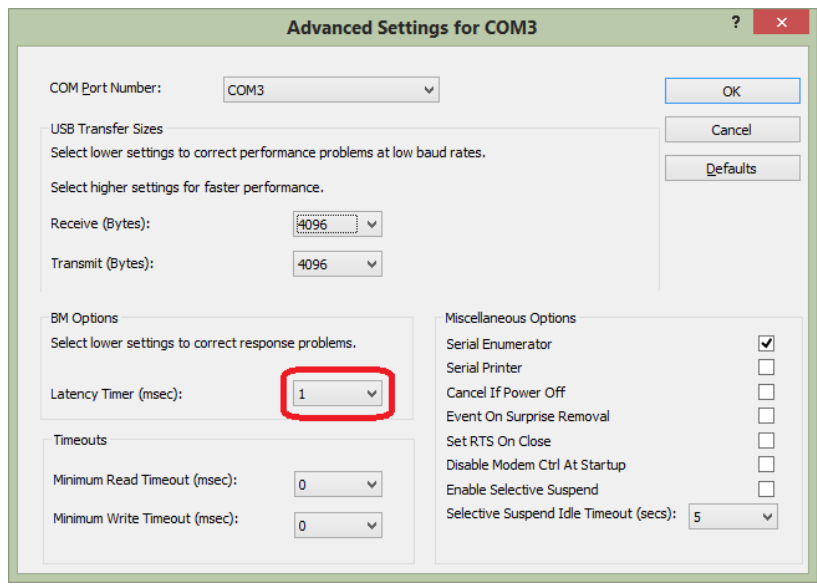 Advanced Settings for COM3
?
COM Port Number:
COM3
OK
Cancel
Defaults
USB Transfer Sizes
Select lower settings to correct performance problems at low baud rates.
Select higher settings for faster performance.
Receive (Bytes):
4096
Transmit (Bytes):
4096
BM Options
Select lower settings to correct response problems.
Latency Timer (msec):
1
Timeouts
Minimum Read Timeout (msec):
0
Minimum Write Timeout (msec):
0
Miscellaneous Options
Serial Enumerator
Serial Printer
Cancel If Power Off
Event On Surprise Removal
Set RTS On Close
Disable Modem Ctrl At Startup
Enable Selective Suspend
Selective Suspend Idle Timeout (secs):
5